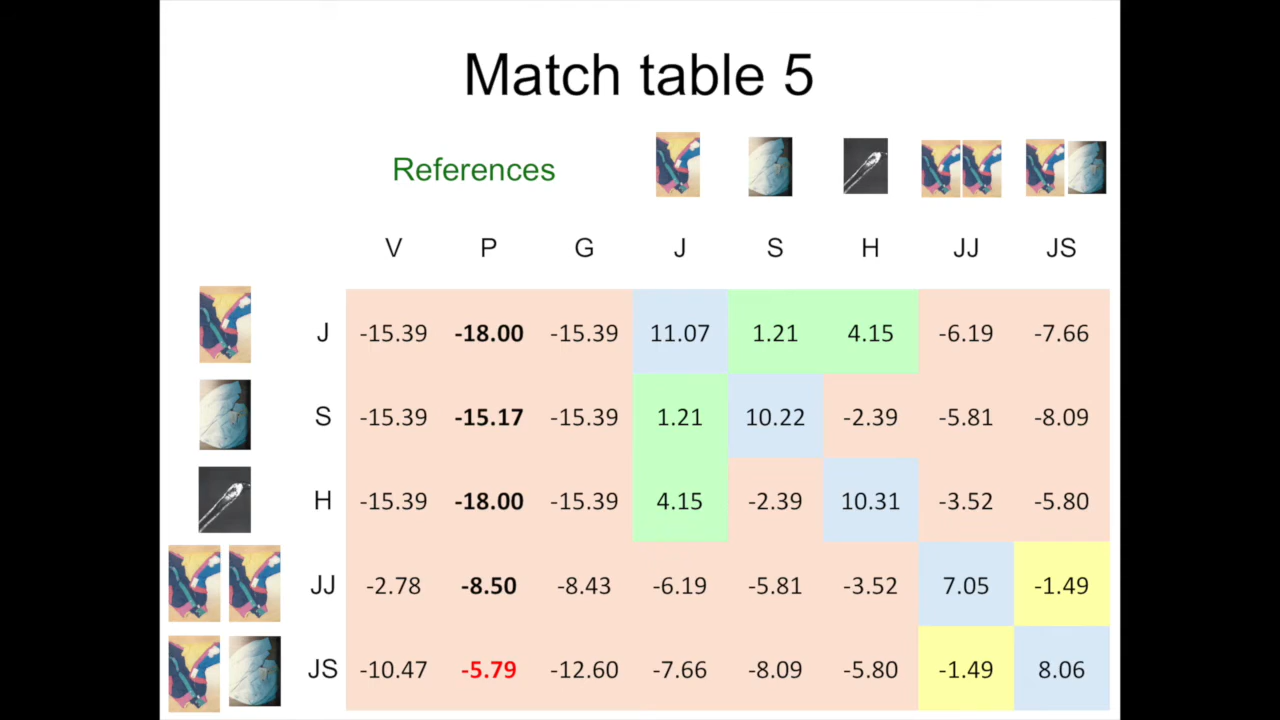 Match table 5
References
V P G J S H JJ JS
J -15.39 -18.00 -15.39 11.07 1.21 4.15 -6.19 -7.66
S -15.39 -15.17 -15.39 1.21 10.22 -2.39 -5.81 -8.09
H -15.39 -18.00 -15.39 4.15 -2.39 10.31 -3.52 -5.80
JJ -2.78 -8.50 -8.43 -6.19 -5.81 -3.52 7.05 -1.49
JS -10.47 -5.79 -12.60 -7.66 -8.09 -5.80 -1.49 8.06